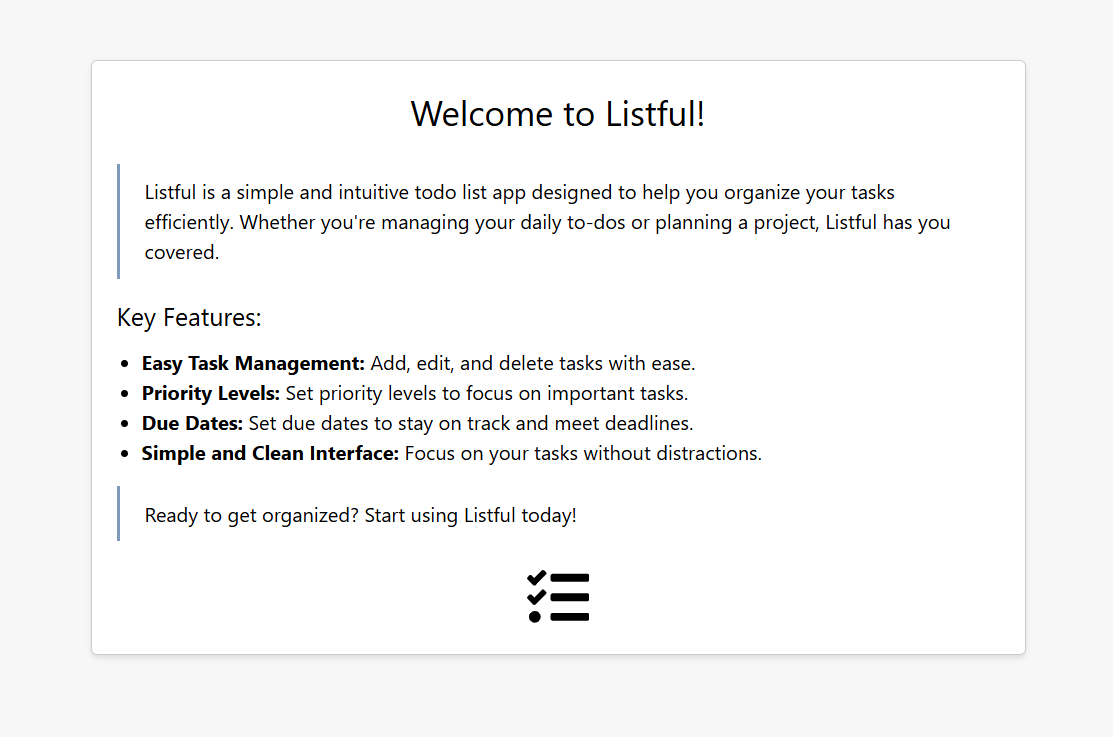 Welcome to Listful!
Listful is a simple and intuitive todo list app designed to help you organize your tasks
efficiently. Whether you're managing your daily to-dos or planning a project, Listful has you
covered.
Key Features:
Easy Task Management: Add, edit, and delete tasks with ease.
Priority Levels: Set priority levels to focus on important tasks.
Due Dates: Set due dates to stay on track and meet deadlines.
Simple and Clean Interface: Focus on your tasks without distractions.
Ready to get organized? Start using Listful today!